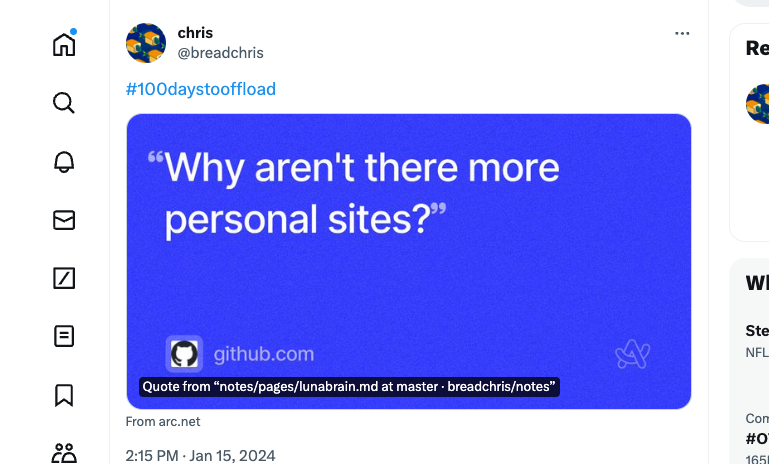 chris
@breadchris
#100daystooffload
“Why aren't there more
personal sites?”
github.com
Quote from “notes/pages/lunabrain.md at master · breadchris/notes”
From arc.net
2:15 PM · Jan 15, 2024
Re
Wh
Ste
NFL
Com
#O
165